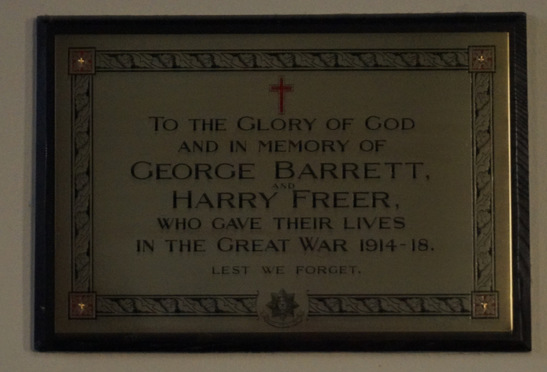 TO THE GLORY OF GOD
AND IN MEMORY OF
GEORGE BARRETT,
AND
HARRY FREER,
WHO GAVE THEIR LIVES
IN THE GREAT WAR 1914-18.
LEST WE FORGET.